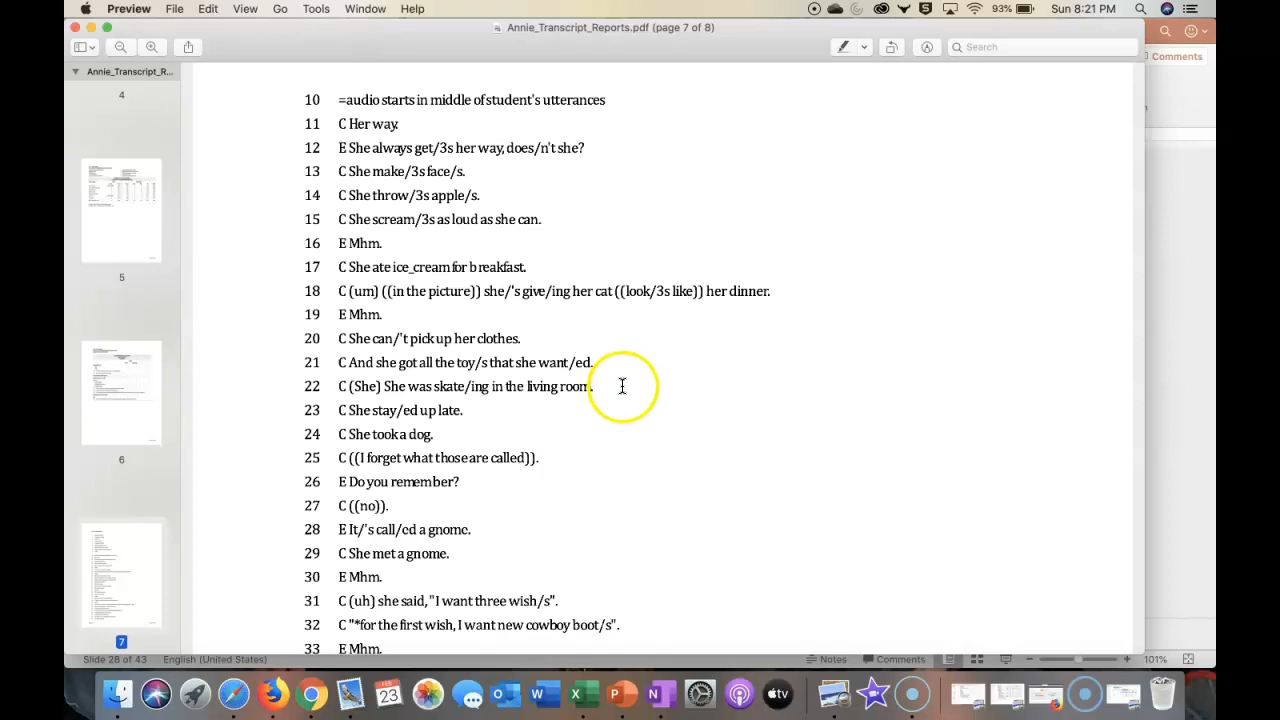 Preview File Edit View Go Tools Window Help 93% Sun 8:21 PM
Annie_Transcript_Reports.pdf (page 7 of 8)
Search
Annie_Transcript_R...
Comments
4
5
6
7
10 =audio starts in middle of student's utterances
11 C Her way.
12 E She always get/3s her way, does/n't she?
13 C She make/3s face/s.
14 C She throw/3s apple/s.
15 C She scream/3s as loud as she can.
16 E Mhm.
17 C She ate ice_cream for breakfast.
18 C (um) ((in the picture)) she/'s give/ing her cat ((look/3s like)) her dinner.
19 E Mhm.
20 C She can/'t pick up her clothes.
21 C And she got all the toy/s that she want/ed.
22 C (She) She was skate/ing in the living room.
23 C She stay/ed up late.
24 C She took a dog.
25 C ((I forget what those are called)).
26 E Do you remember?
27 C ((no)).
28 E It/'s call/ed a gnome.
29 C She met a gnome.
30 E Mhm.
31 C (uh) she said, "I want three wish/s".
32 C "*for the first wish, I want new cowboy boot/s".
33 E Mhm.
Slide 28 of 43 English (United States) Notes Comments 101%
FEB
23
tv